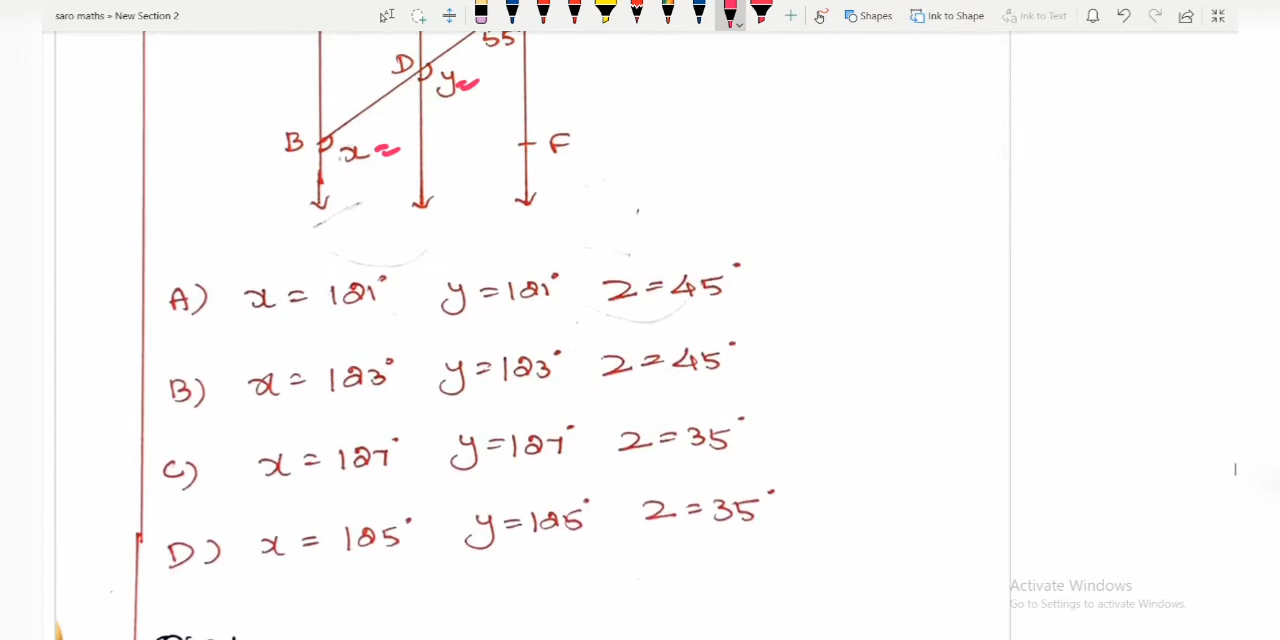 saro maths > New Section 2
Shapes
Ink to Shape
Ink to Text
55
D
y
B
x
F
A) x = 121° y = 121° z = 45°
B) x = 123° y = 123° z = 45°
C) x = 127° y = 127° z = 35°
D) x = 125° y = 125° z = 35°
Activate Windows
Go to Settings to activate Windows.